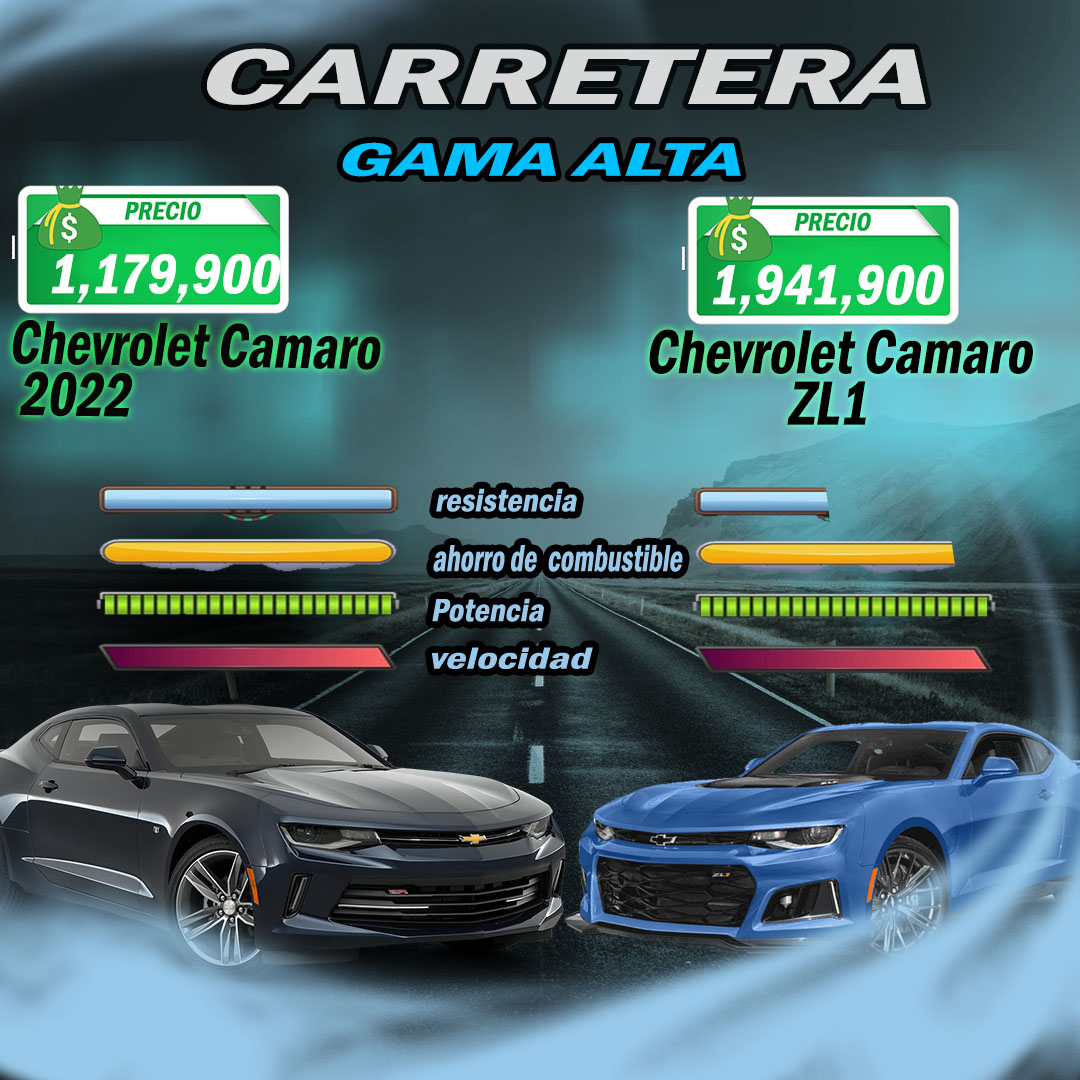 CARRETERA
GAMA ALTA
PRECIO
$
1,179,900
Chevrolet Camaro
2022
PRECIO
$
1,941,900
Chevrolet Camaro
ZL1
resistencia
ahorro de combustible
Potencia
velocidad
ZL1